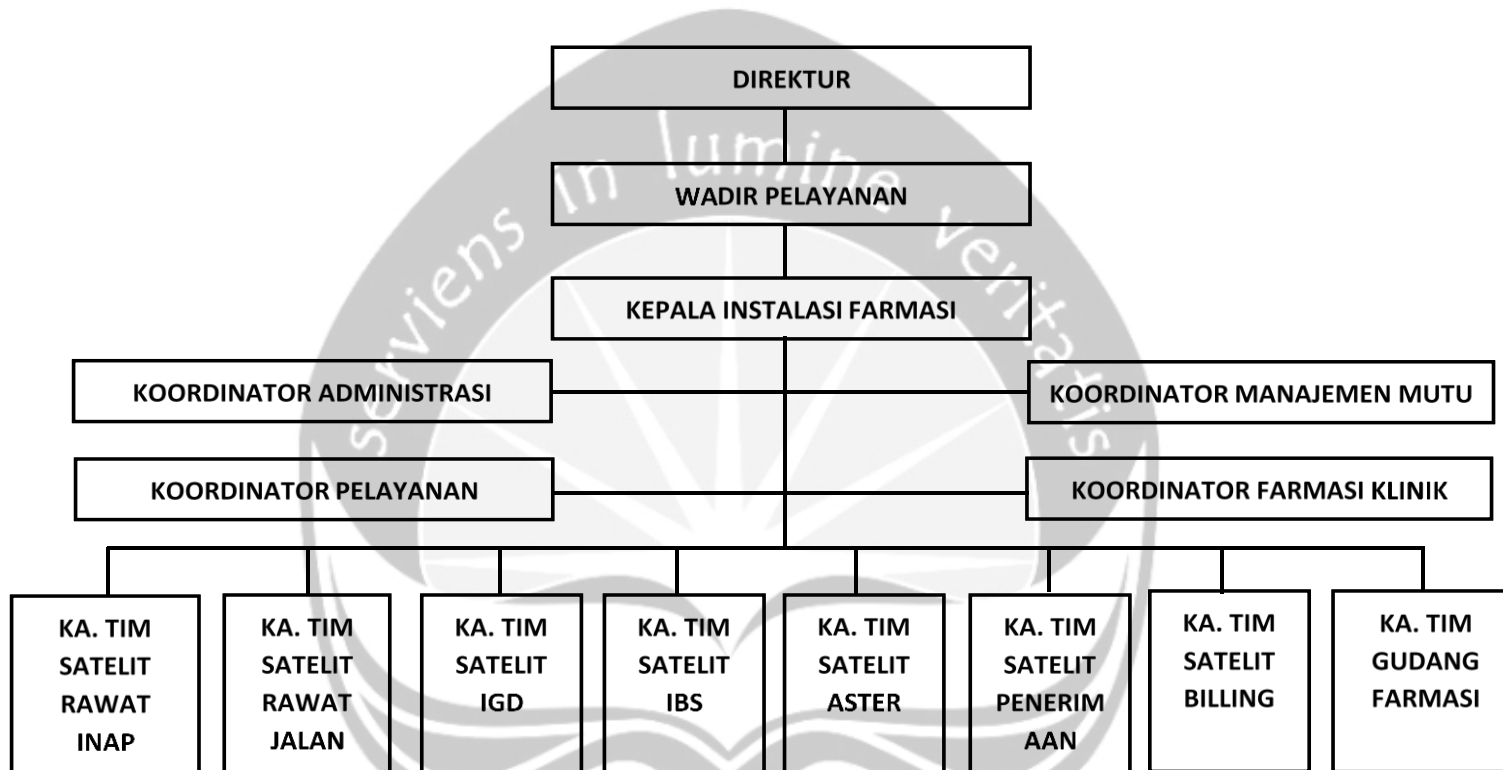 serviens in lumine veritatis
DIREKTUR
WADIR PELAYANAN
KEPALA INSTALASI FARMASI
KOORDINATOR ADMINISTRASI
KOORDINATOR MANAJEMEN MUTU
KOORDINATOR PELAYANAN
KOORDINATOR FARMASI KLINIK
KA. TIM
SATELIT
RAWAT
INAP
KA. TIM
SATELIT
RAWAT
JALAN
KA. TIM
SATELIT
IGD
KA. TIM
SATELIT
IBS
KA. TIM
SATELIT
ASTER
KA. TIM
SATELIT
PENERIM
AAN
KA. TIM
SATELIT
BILLING
KA. TIM
GUDANG
FARMASI